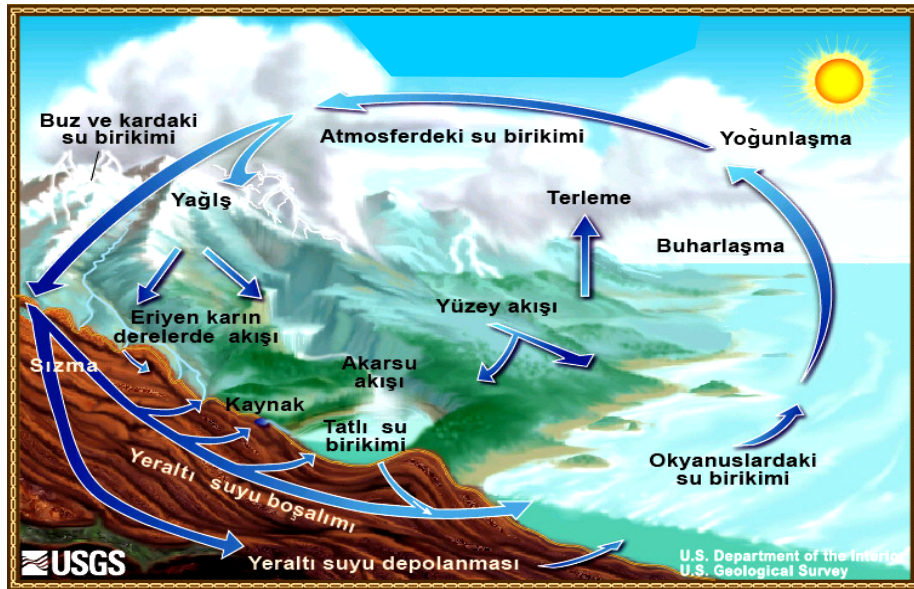 Buz ve kardaki
su birikimi
Atmosferdeki su birikimi
Yoğunlaşma
Yağlş
Terleme
Buharlaşma
Eriyen karın
derelerde akışı
Yüzey akışı
Sızma
Akarsu
akışı
Kaynak
Tatlı su
birikimi
Okyanuslardaki
su birikimi
Yeraltı suyu boşalımı
Yeraltı suyu depolanması
USGS
U.S. Department of the Interior
U.S. Geological Survey